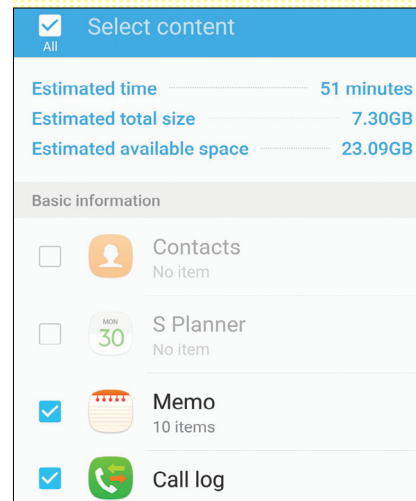 Select content
All
Estimated time 51 minutes
Estimated total size 7.30GB
Estimated available space 23.09GB
Basic information
Contacts
No item
MON
30
S Planner
No item
Memo
10 items
Call log